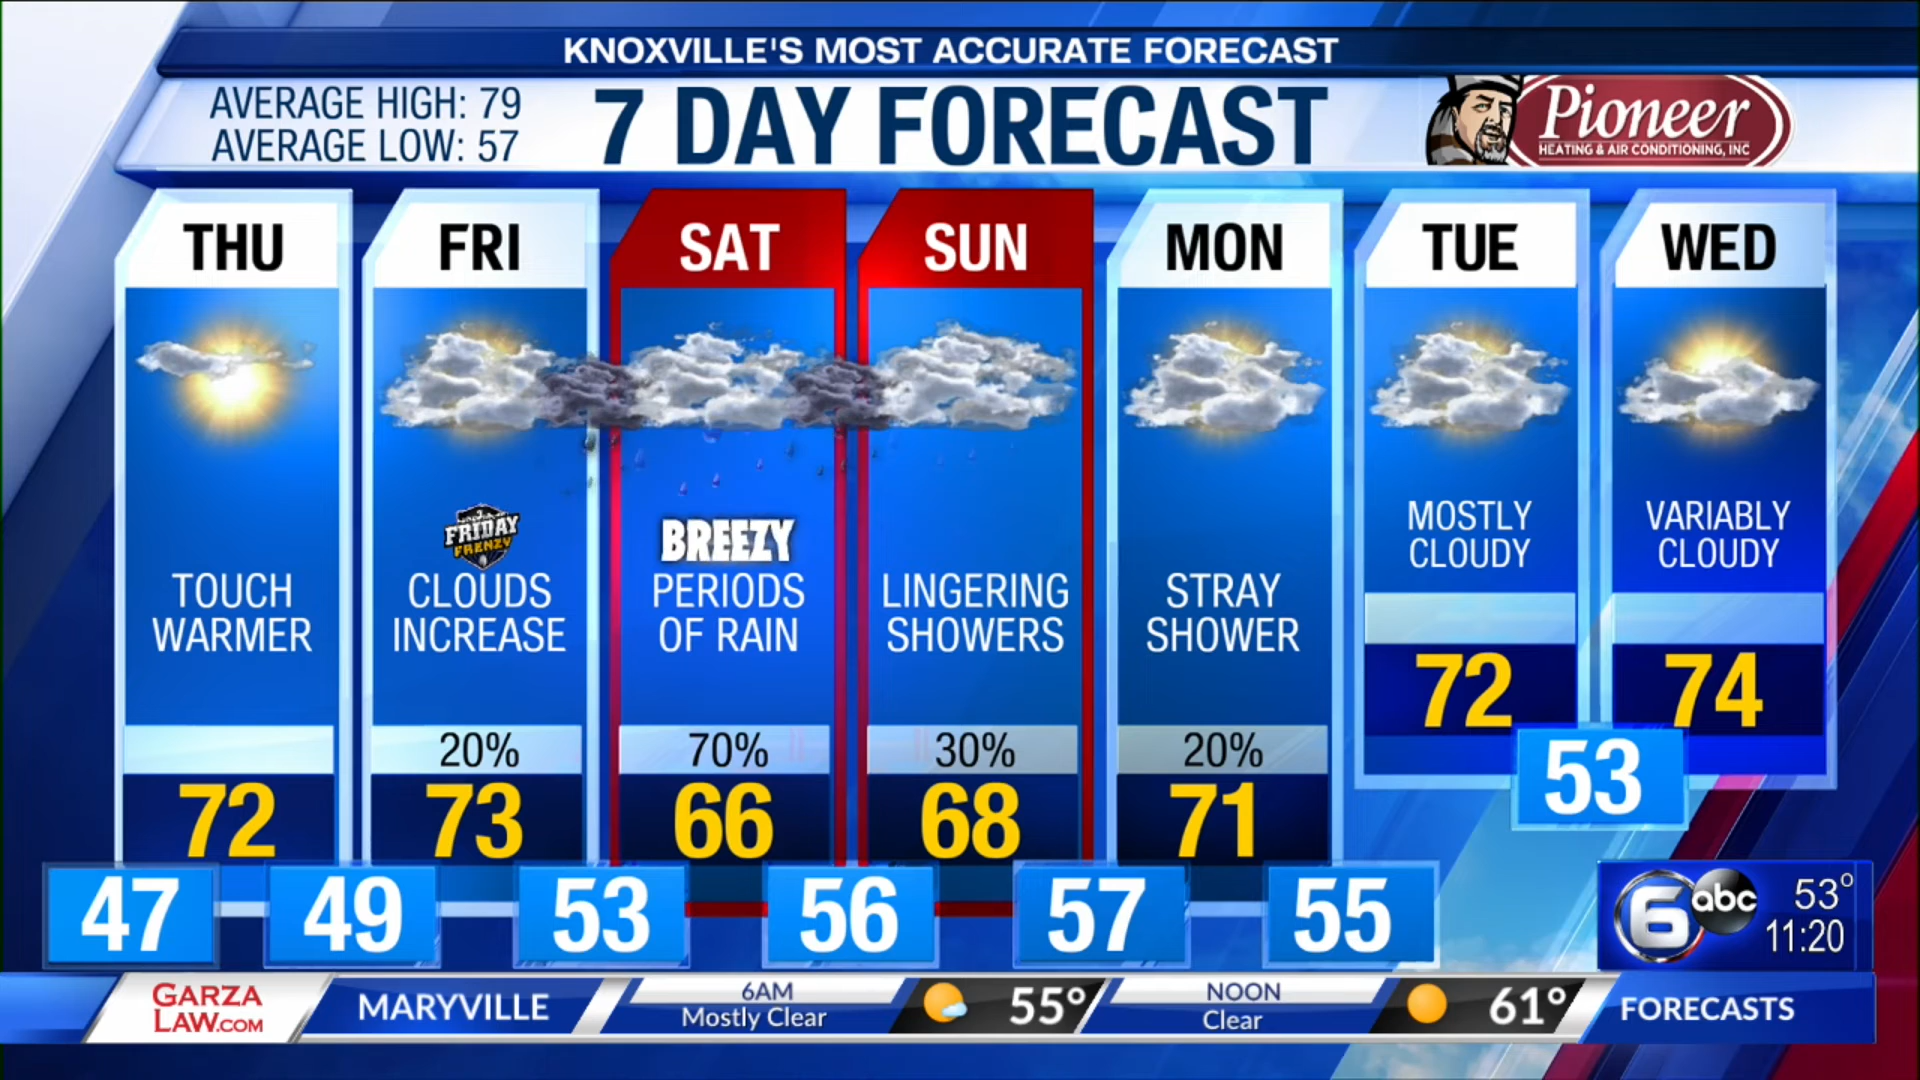 KNOXVILLE'S MOST ACCURATE FORECAST
AVERAGE HIGH: 79
AVERAGE LOW: 57
7 DAY FORECAST
Pioneer
HEATING & AIR CONDITIONING, INC
THU
FRI
SAT
SUN
MON
TUE
WED
TOUCH
WARMER
FRIDAY
FRENZY
CLOUDS
INCREASE
BREEZY
PERIODS
OF RAIN
LINGERING
SHOWERS
STRAY
SHOWER
MOSTLY
CLOUDY
VARIABLY
CLOUDY
20%
70%
30%
20%
72
73
66
68
71
72
74
47
49
53
56
57
55
53
6 abc
53°
11:20
GARZA
LAW.COM
MARYVILLE
6AM
Mostly Clear
55°
NOON
Clear
61°
FORECASTS